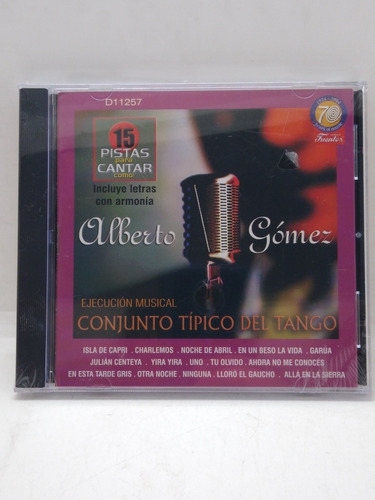 D11257
70
Fuentes
15
PISTAS
para
CANTAR
como
Incluye letras
con armonía
Alberto Gómez
EJECUCIÓN MUSICAL
CONJUNTO TÍPICO DEL TANGO
ISLA DE CAPRI . CHARLEMOS . NOCHE DE ABRIL . EN UN BESO LA VIDA . GARÚA
JULIÁN CENTEYA . YIRA YIRA . UNO . TU OLVIDO . AHORA NO ME CONOCÉS
EN ESTA TARDE GRIS . OTRA NOCHE . NINGUNA . LLORÓ EL GAUCHO . ALLÁ EN LA SIERRA